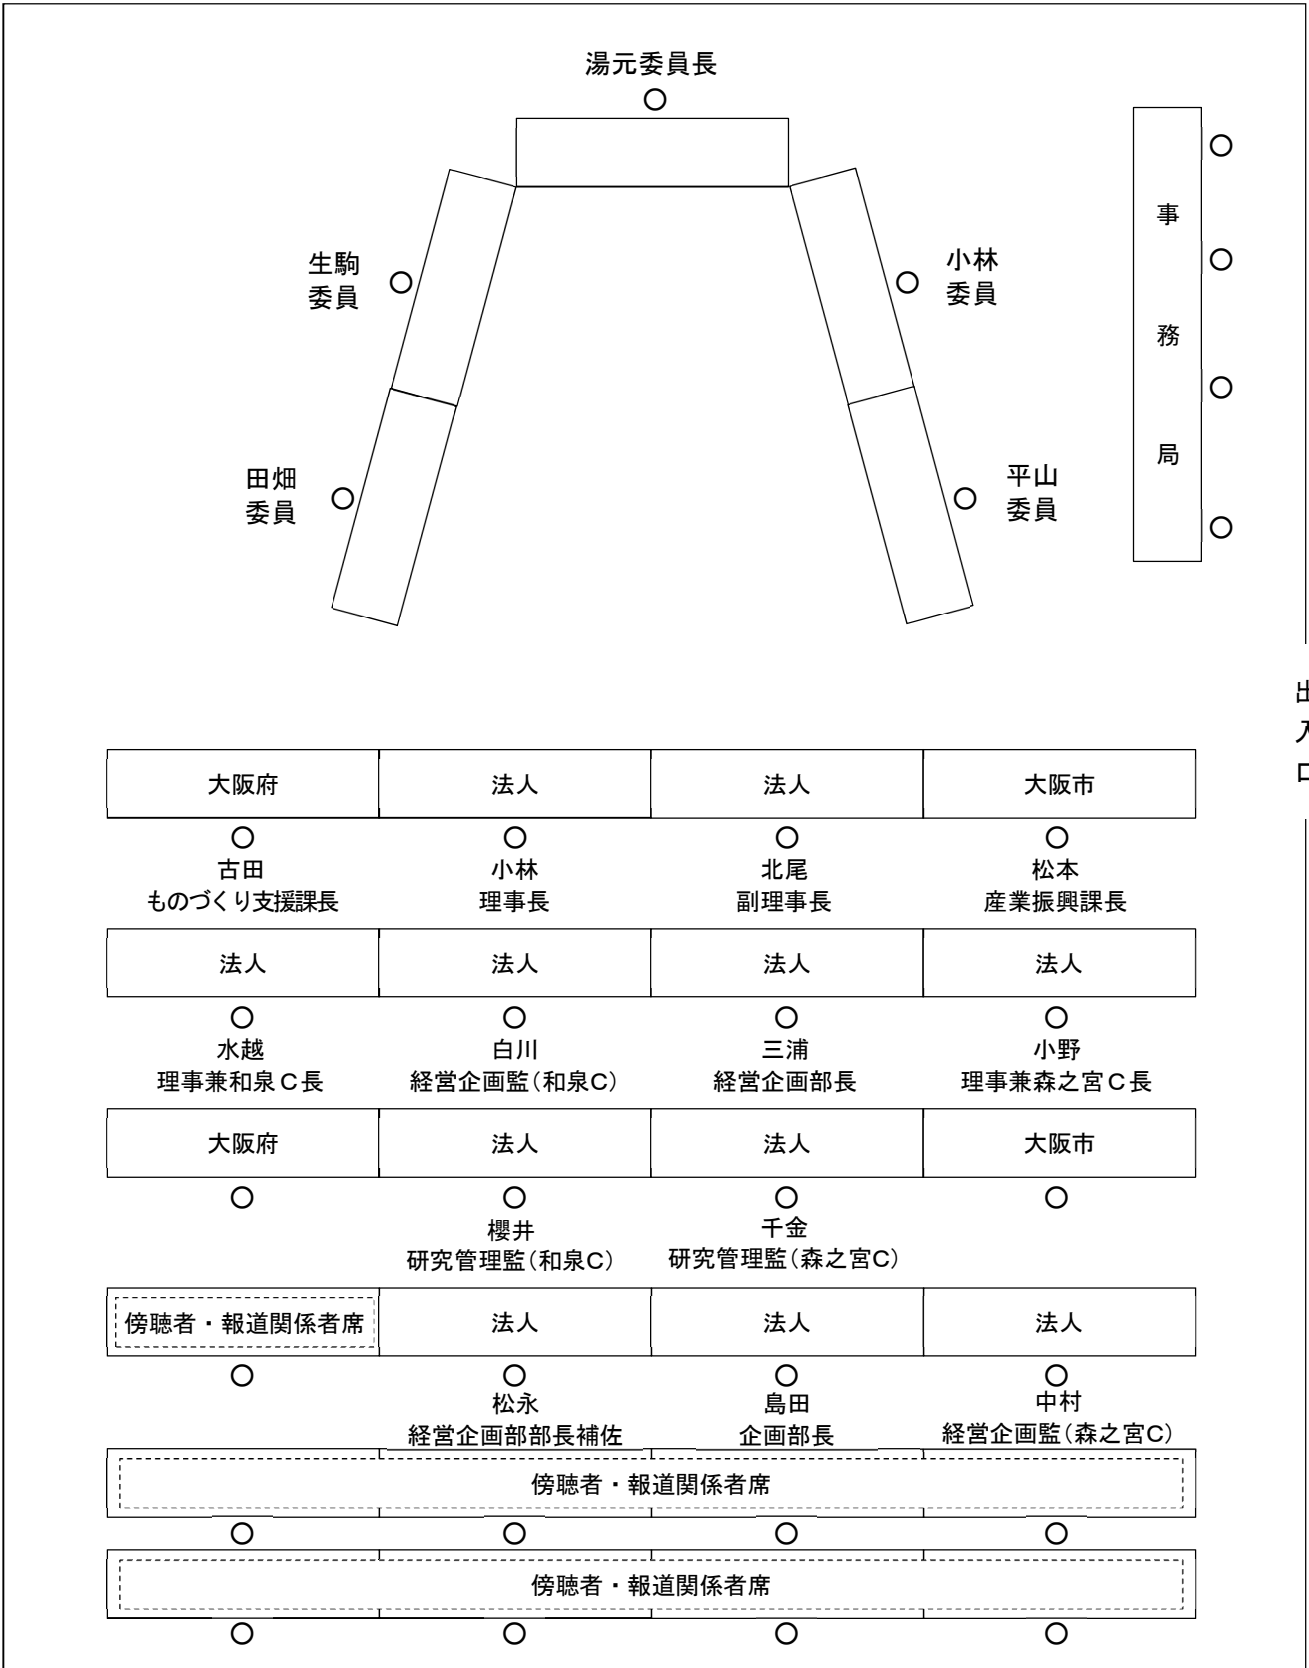 湯元委員長
生駒
委員
小林
委員
田畑
委員
平山
委員
事
務
局
出
入
口
大阪府
法人
法人
大阪市
古田
ものづくり支援課長
小林
理事長
北尾
副理事長
松本
産業振興課長
法人
法人
法人
法人
水越
理事兼和泉C長
白川
経営企画監(和泉C)
三浦
経営企画部長
小野
理事兼森之宮C長
大阪府
法人
法人
大阪市
櫻井
研究管理監(和泉C)
千金
研究管理監(森之宮C)
傍聴者・報道関係者席
法人
法人
法人
松永
経営企画部部長補佐
島田
企画部長
中村
経営企画監(森之宮C)
傍聴者・報道関係者席
傍聴者・報道関係者席